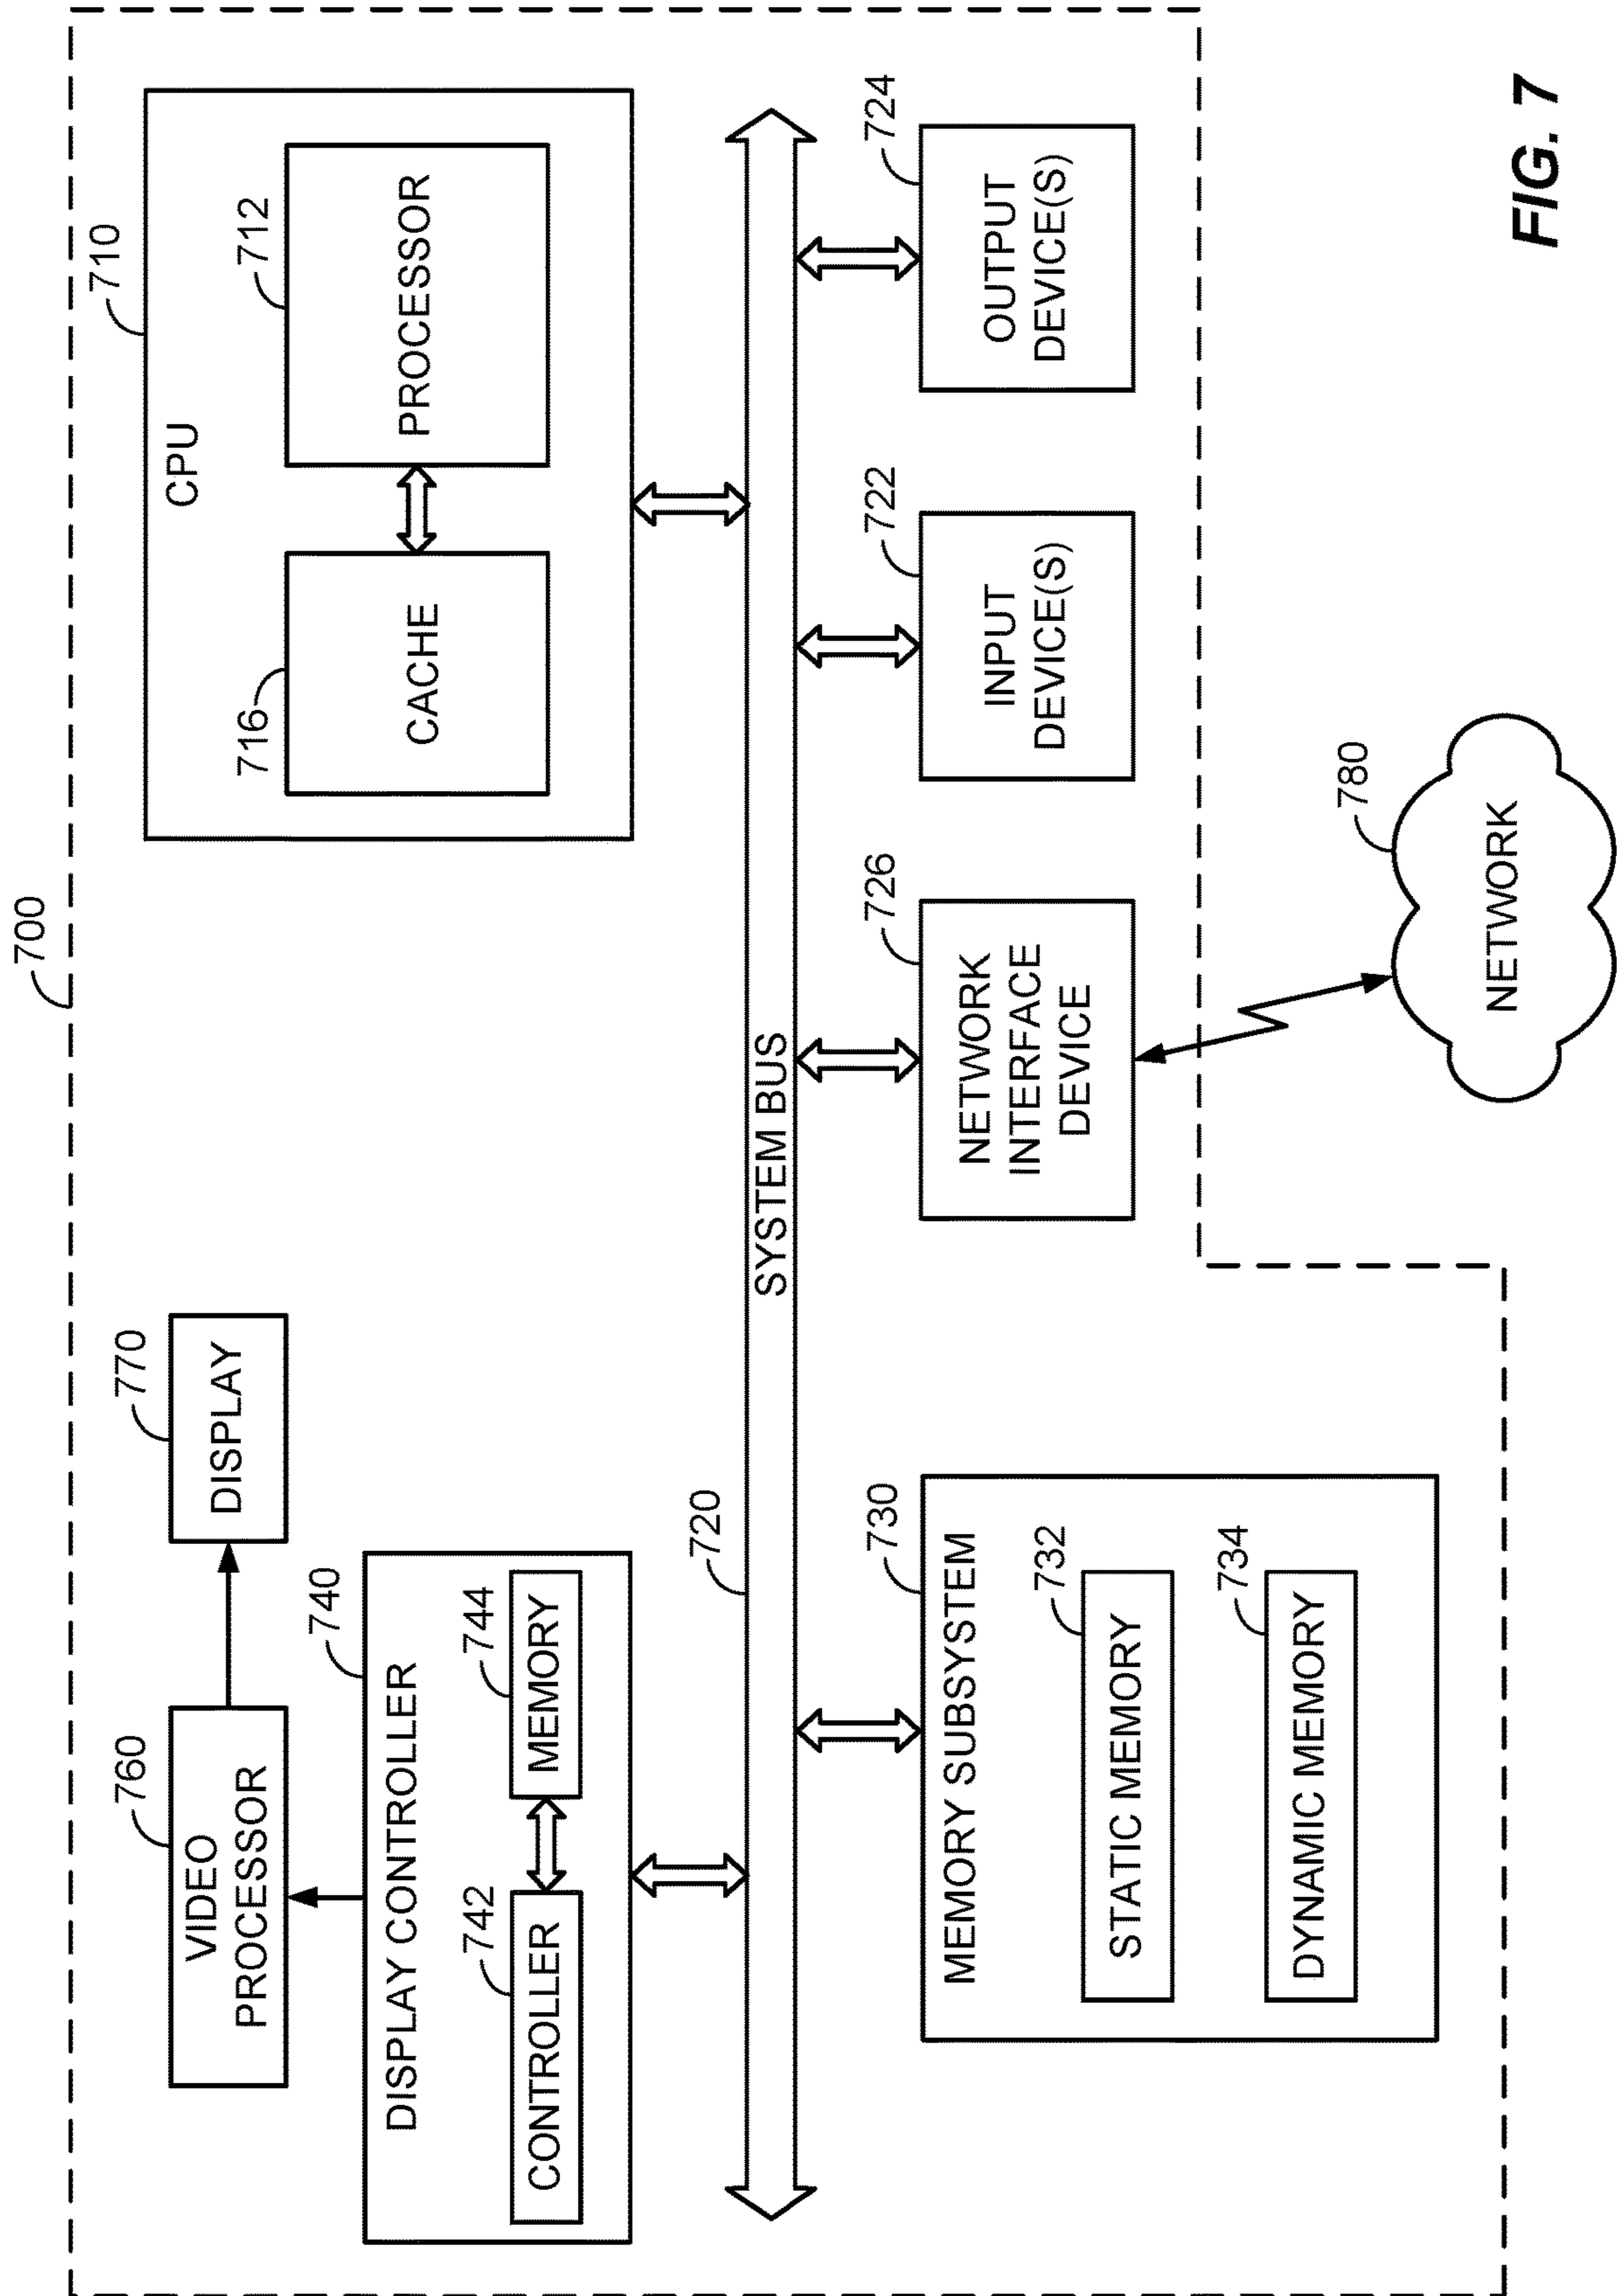 700
710
CPU
716
CACHE
712
PROCESSOR
760
VIDEO
PROCESSOR
770
DISPLAY
740
DISPLAY CONTROLLER
742
CONTROLLER
744
MEMORY
720
SYSTEM BUS
730
MEMORY SUBSYSTEM
732
STATIC MEMORY
734
DYNAMIC MEMORY
726
NETWORK
INTERFACE
DEVICE
722
INPUT
DEVICE(S)
724
OUTPUT
DEVICE(S)
780
NETWORK
FIG. 7